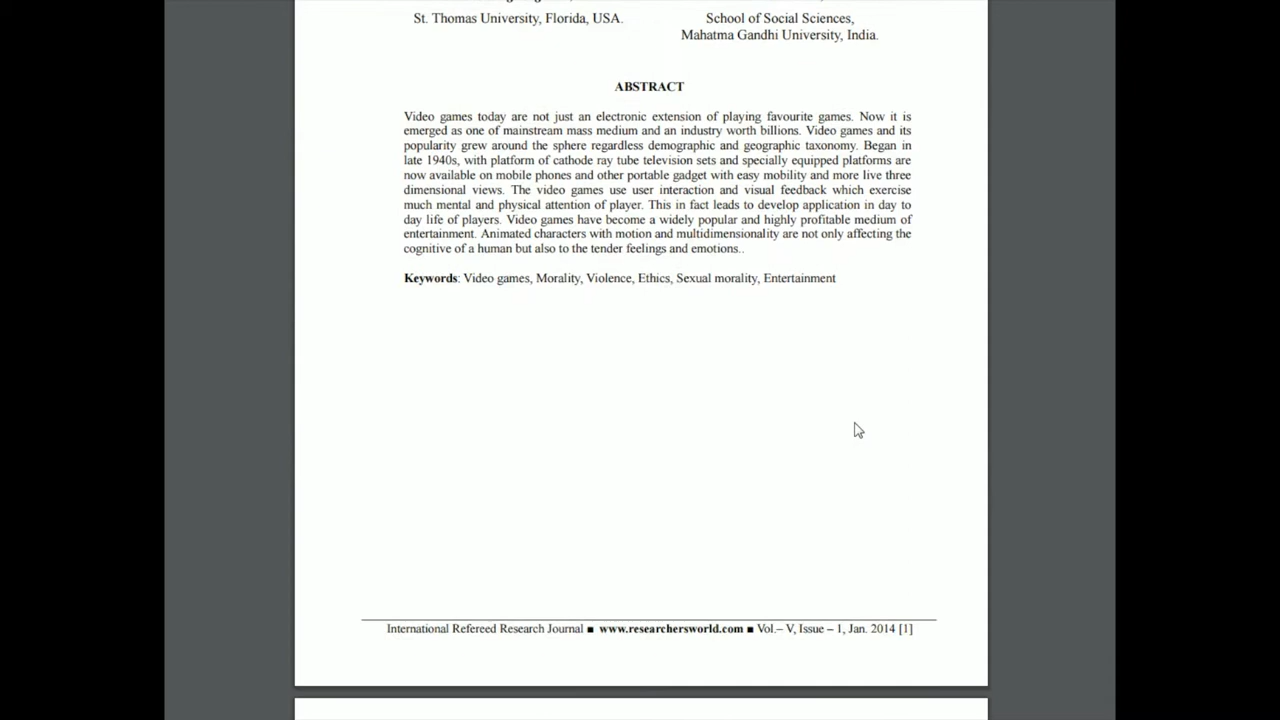 St. Thomas University, Florida, USA.
School of Social Sciences,
Mahatma Gandhi University, India.
ABSTRACT
Video games today are not just an electronic extension of playing favourite games. Now it is
emerged as one of mainstream mass medium and an industry worth billions. Video games and its
popularity grew around the sphere regardless demographic and geographic taxonomy. Began in
late 1940s, with platform of cathode ray tube television sets and specially equipped platforms are
now available on mobile phones and other portable gadget with easy mobility and more live three
dimensional views. The video games use user interaction and visual feedback which exercise
much mental and physical attention of player. This in fact leads to develop application in day to
day life of players. Video games have become a widely popular and highly profitable medium of
entertainment. Animated characters with motion and multidimensionality are not only affecting the
cognitive of a human but also to the tender feelings and emotions..
Keywords: Video games, Morality, Violence, Ethics, Sexual morality, Entertainment
International Refereed Research Journal ■ www.researchersworld.com ■ Vol.– V, Issue – 1, Jan. 2014 [1]